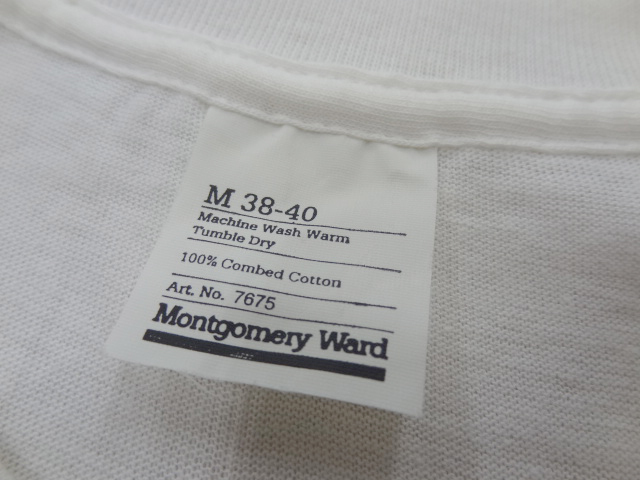 M 38-40
Machine Wash Warm
Tumble Dry
100% Combed Cotton
Art. No. 7675
Montgomery Ward